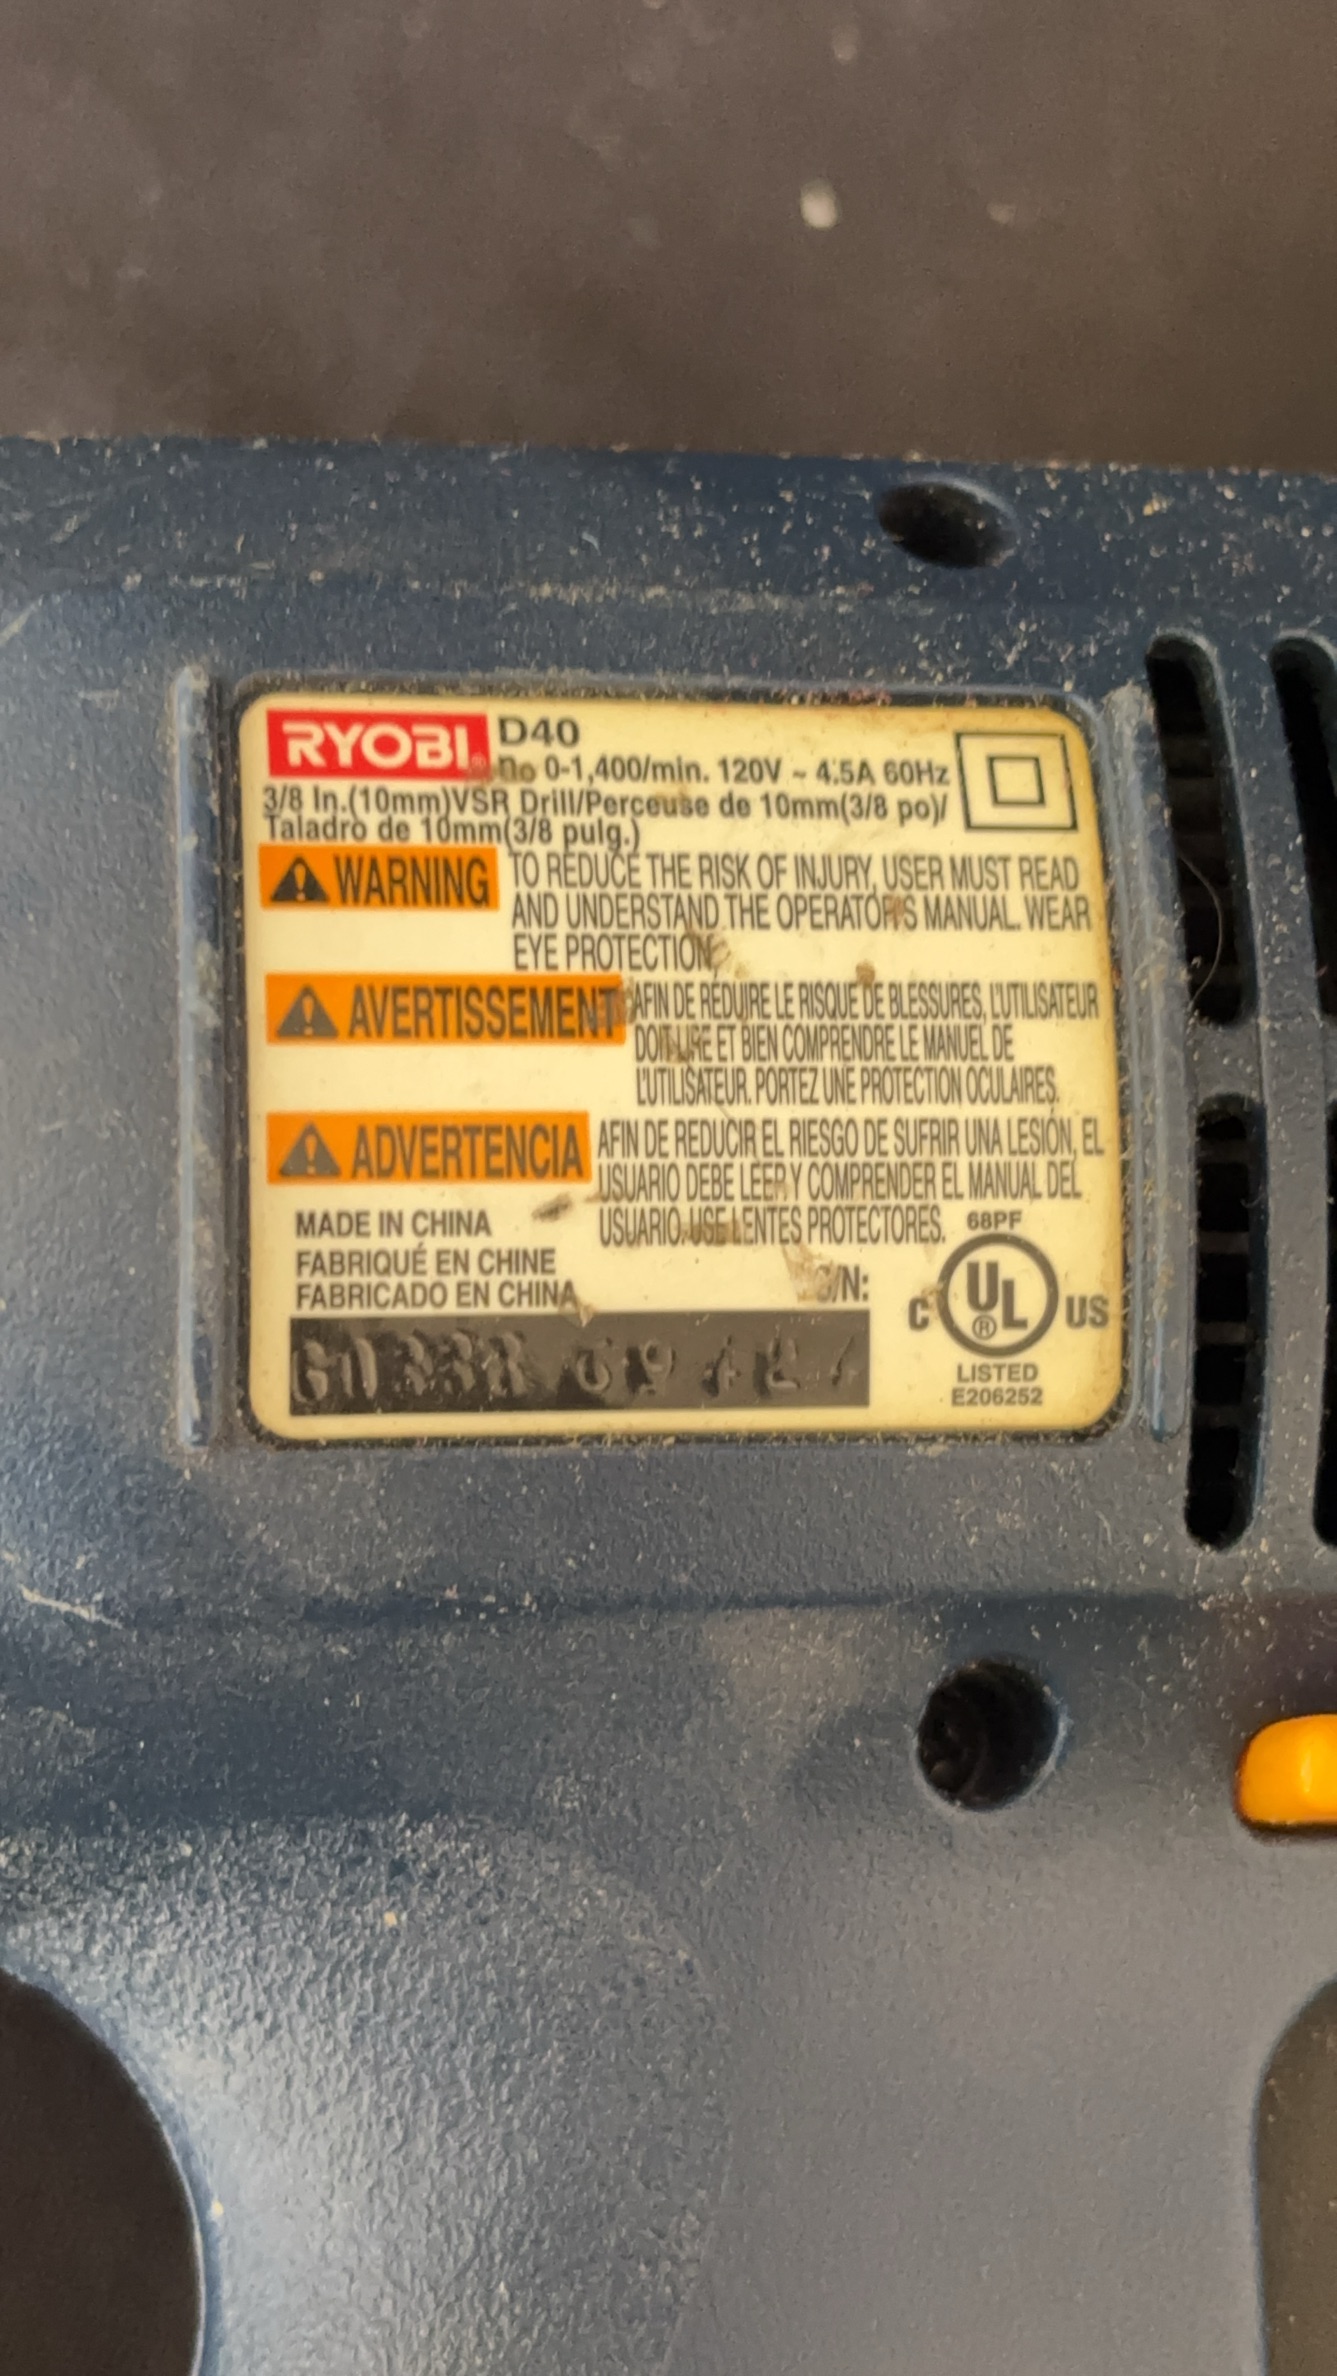 RYOBI® D40
no 0-1,400/min. 120V ~ 4.5A 60Hz
3/8 In.(10mm)VSR Drill/Perceuse de 10mm(3/8 po)/
Taladro de 10mm(3/8 pulg.)
WARNING TO REDUCE THE RISK OF INJURY, USER MUST READ
AND UNDERSTAND THE OPERATOR'S MANUAL. WEAR
EYE PROTECTION.
AVERTISSEMENT AFIN DE RÉDUIRE LE RISQUE DE BLESSURES, L'UTILISATEUR
DOIT LIRE ET BIEN COMPRENDRE LE MANUEL DE
L'UTILISATEUR. PORTEZ UNE PROTECTION OCULAIRES.
ADVERTENCIA AFIN DE REDUCIR EL RIESGO DE SUFRIR UNA LESIÓN, EL
USUARIO DEBE LEER Y COMPRENDER EL MANUAL DEL
USUARIO. USE LENTES PROTECTORES.
MADE IN CHINA
FABRIQUÉ EN CHINE
FABRICADO EN CHINA
S/N:
68PF
C UL® US
LISTED
E206252